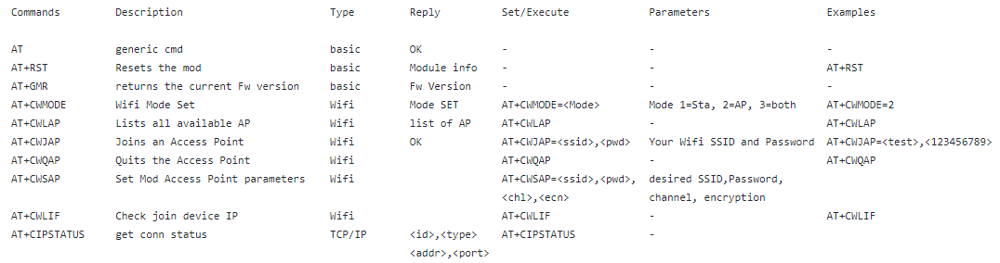 Commands Description Type Reply Set/Execute Parameters Examples
AT generic cmd basic OK - - -
AT+RST Resets the mod basic Module info - - AT+RST
AT+GMR returns the current Fw version basic Fw Version - - -
AT+CWMODE Wifi Mode Set Wifi Mode SET AT+CWMODE=<Mode> Mode 1=Sta, 2=AP, 3=both AT+CWMODE=2
AT+CWLAP Lists all available AP Wifi list of AP AT+CWLAP - AT+CWLAP
AT+CWJAP Joins an Access Point Wifi OK AT+CWJAP=<ssid>,<pwd> Your Wifi SSID and Password AT+CWJAP=<test>,<123456789>
AT+CWQAP Quits the Access Point Wifi AT+CWQAP - AT+CWQAP
AT+CWSAP Set Mod Access Point parameters Wifi AT+CWSAP=<ssid>,<pwd>, desired SSID,Password,
<chl>,<ecn> channel, encryption
AT+CWLIF Check join device IP Wifi AT+CWLIF - AT+CWLIF
AT+CIPSTATUS get conn status TCP/IP <id>,<type> AT+CIPSTATUS -
<addr>,<port>